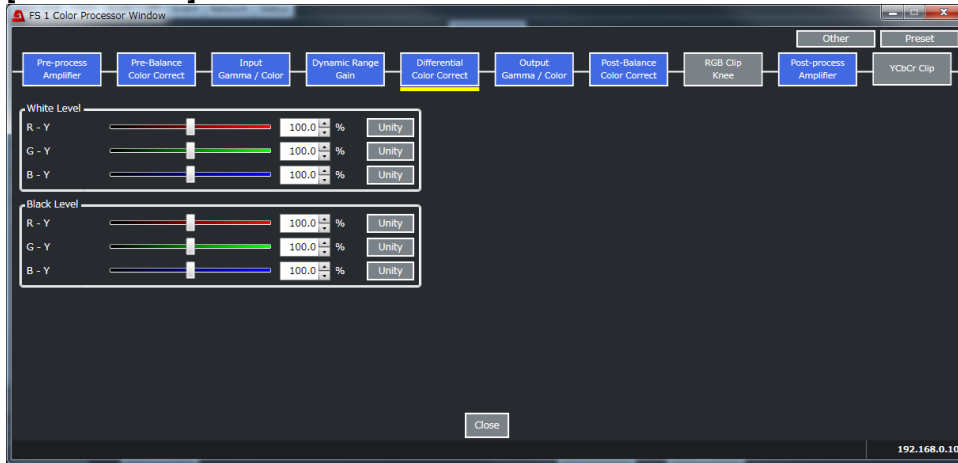 FS 1 Color Processor Window
Other Preset
Pre-process Amplifier
Pre-Balance Color Correct
Input Gamma / Color
Dynamic Range Gain
Differential Color Correct
Output Gamma / Color
Post-Balance Color Correct
RGB Clip Knee
Post-process Amplifier
YCbCr Clip
White Level
R - Y 100.0 % Unity
G - Y 100.0 % Unity
B - Y 100.0 % Unity
Black Level
R - Y 100.0 % Unity
G - Y 100.0 % Unity
B - Y 100.0 % Unity
Close
192.168.0.10